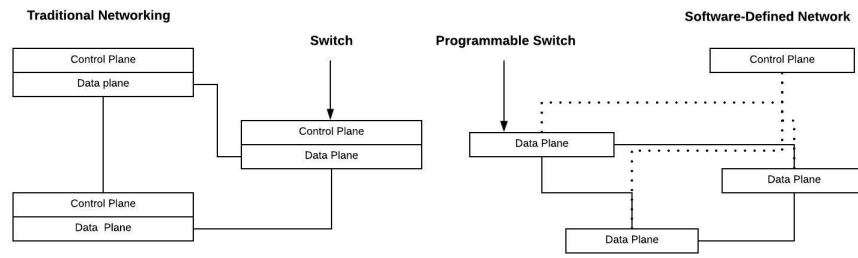 Traditional Networking
Control Plane
Data plane
Switch
Control Plane
Data Plane
Control Plane
Data Plane
Software-Defined Network
Programmable Switch
Control Plane
Data Plane
Data Plane
Data Plane